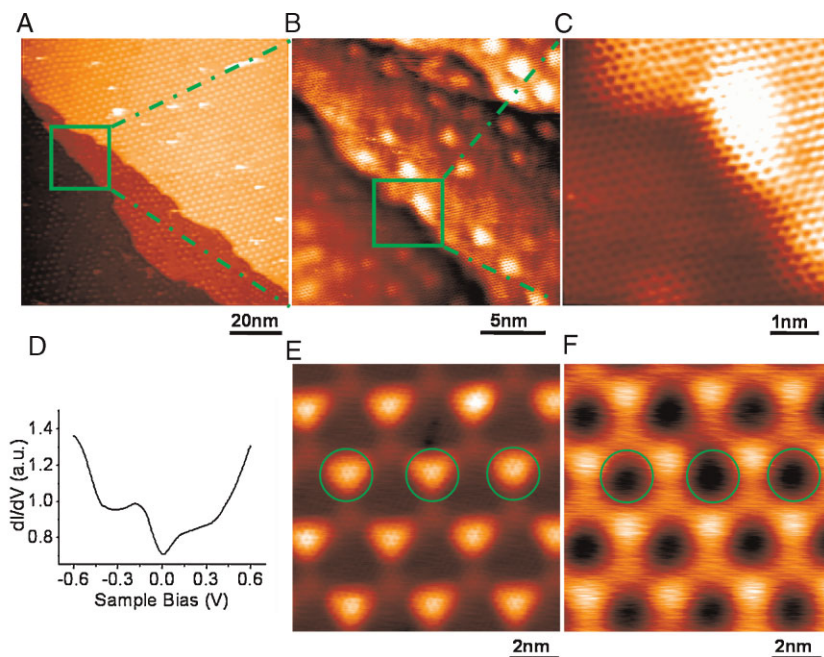 A
B
C
20nm
5nm
1nm
D
E
F
1.4
1.2
1.0
0.8
dI/dV (a.u.)
-0.6 -0.3 0.0 0.3 0.6
Sample Bias (V)
2nm
2nm